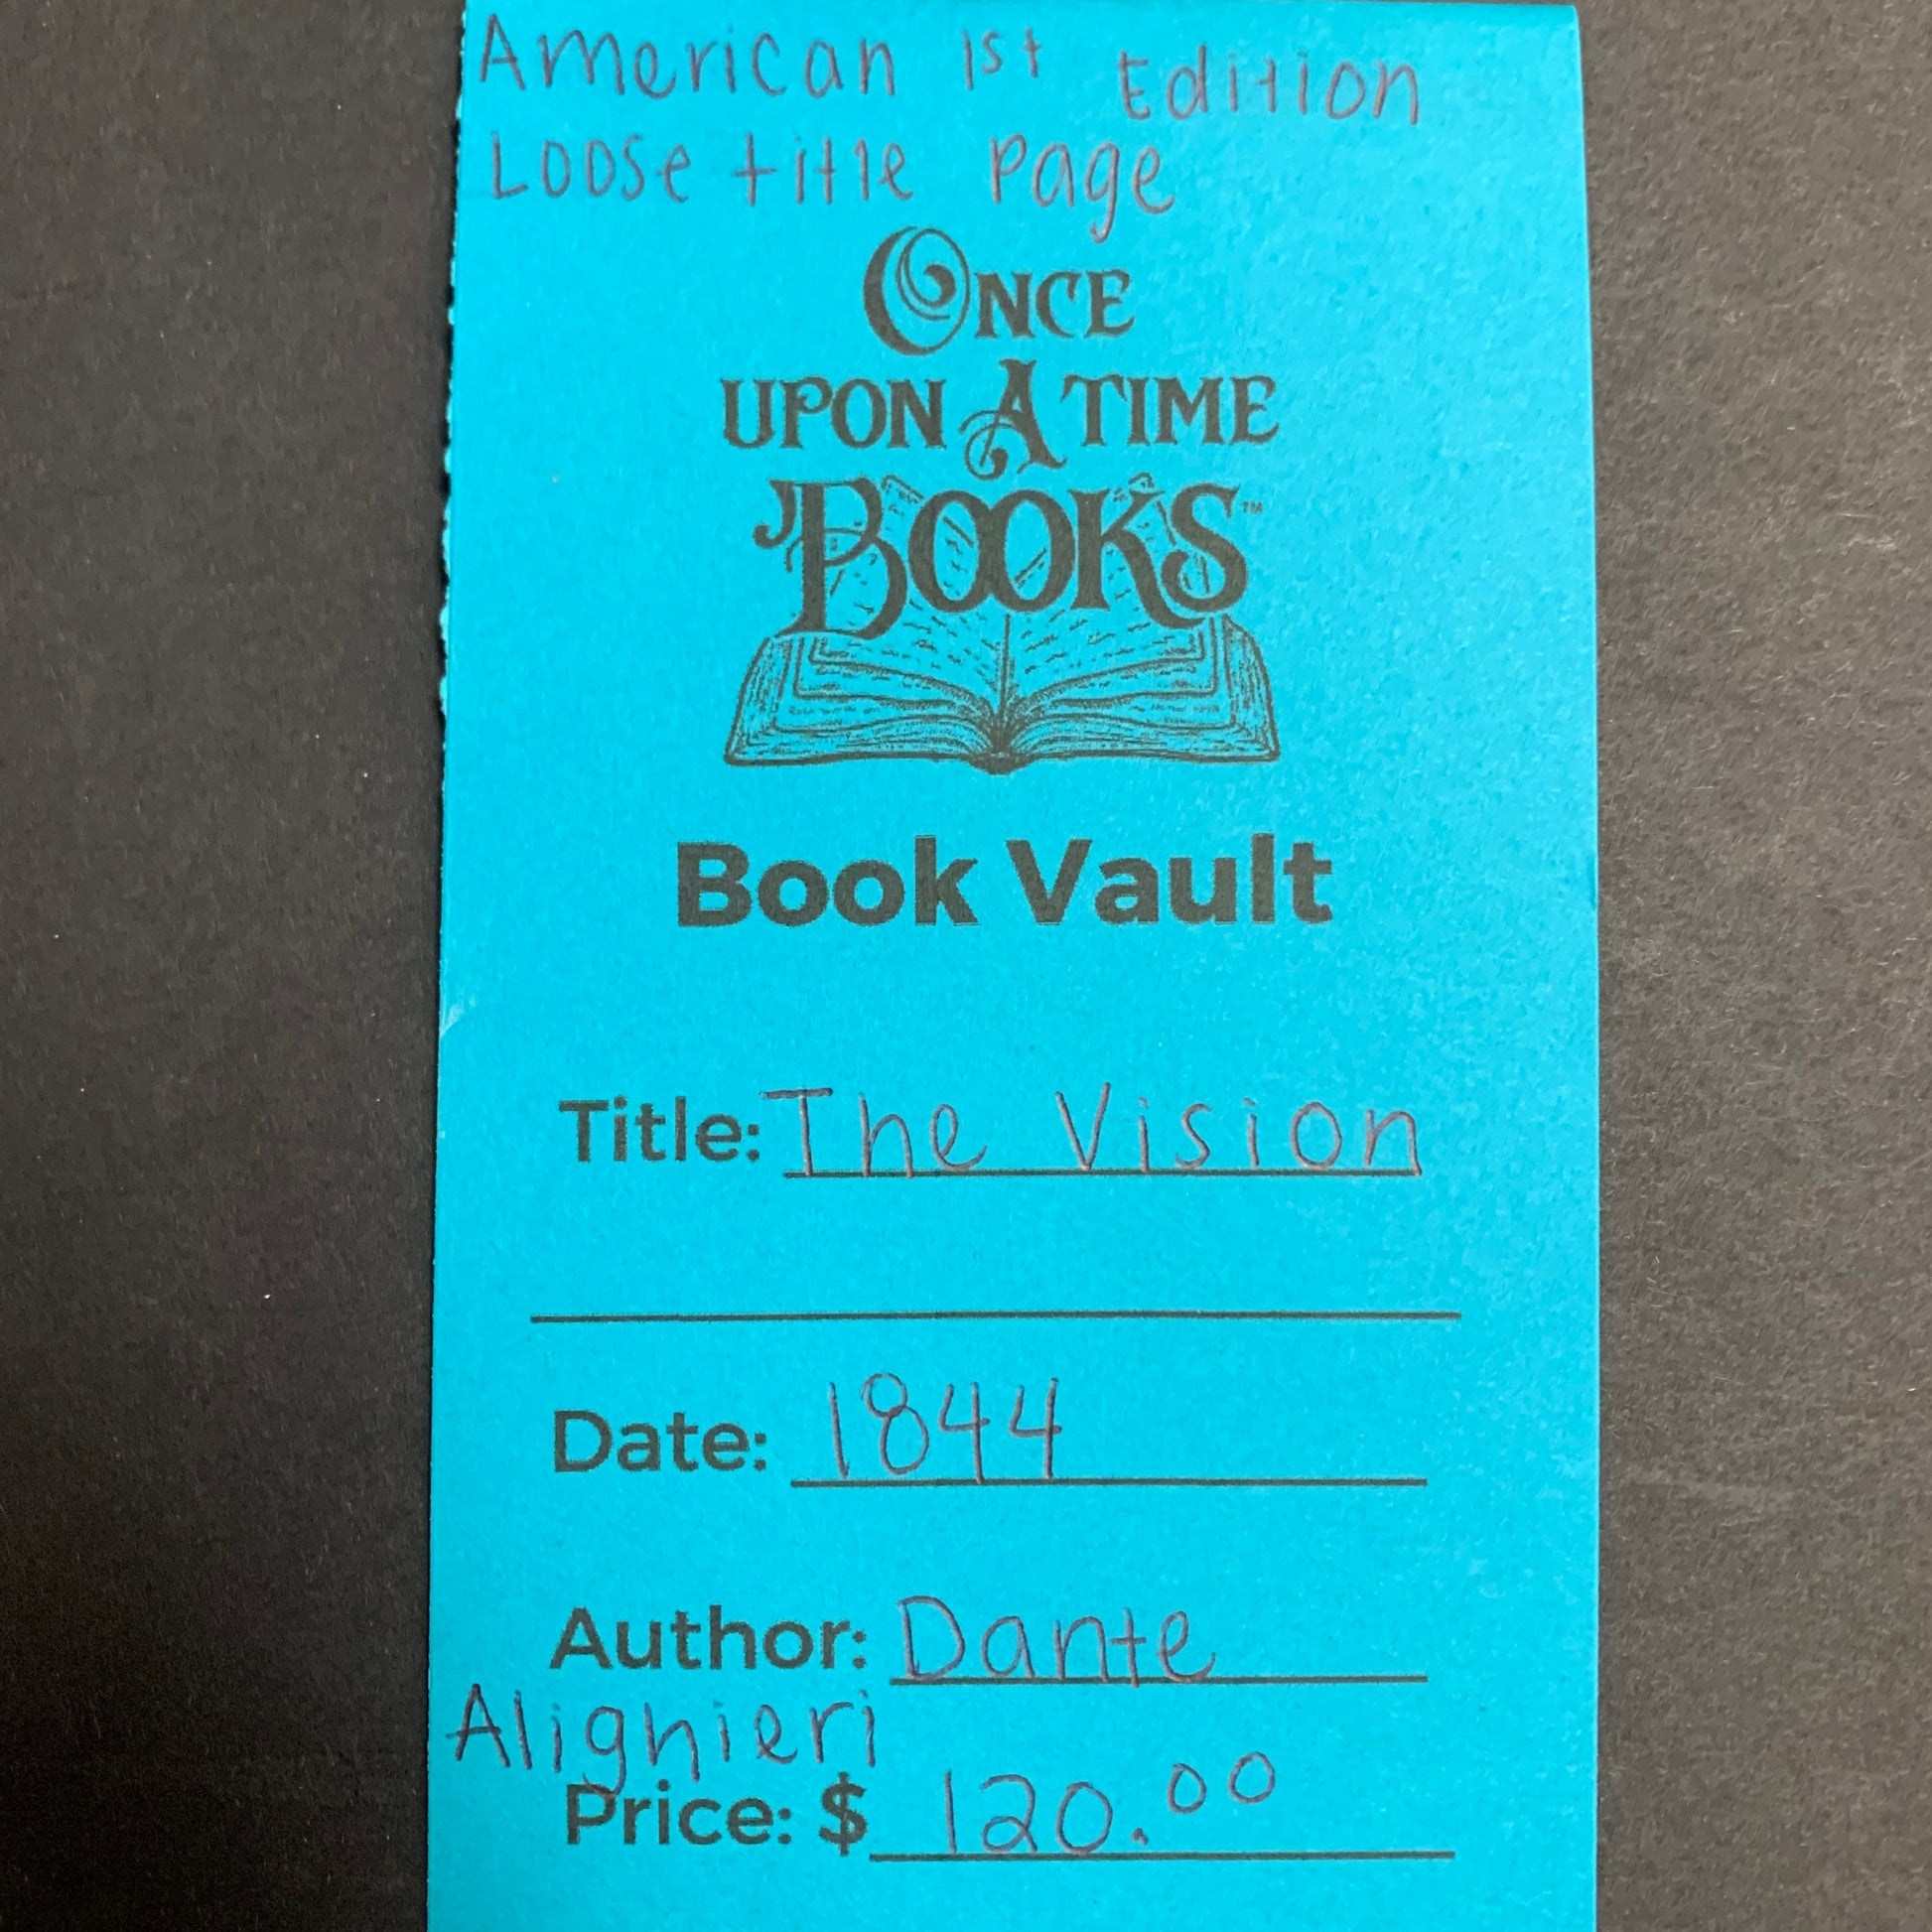 American 1st Edition
Loose title page
ONCE
UPON A TIME
BOOKS™
Book Vault
Title: The Vision
Date: 1844
Author: Dante
Alighieri
Price: $ 120.00